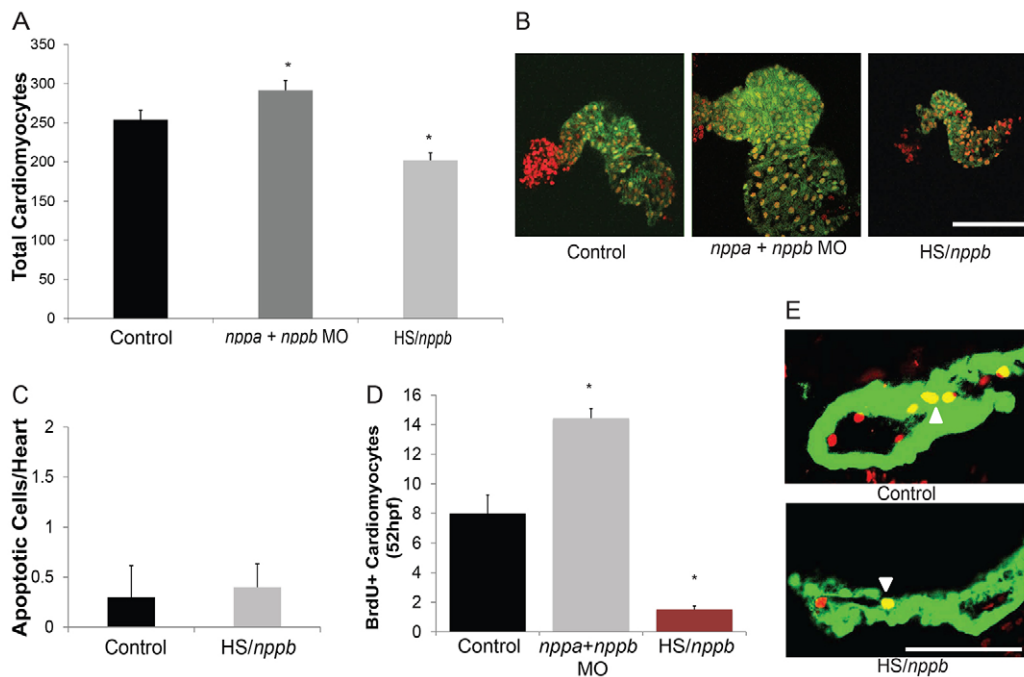 A
Total Cardiomyocytes
350
300
250
200
150
100
50
0
*
*
Control
nppa + nppb MO
HS/nppb
B
Control
nppa + nppb MO
HS/nppb
C
Apoptotic Cells/Heart
2
1.5
1
0.5
0
Control
HS/nppb
D
BrdU+ Cardiomyocytes
(52hpf)
16
14
12
10
8
6
4
2
0
*
*
Control
nppa+nppb
MO
HS/nppb
E
Control
HS/nppb